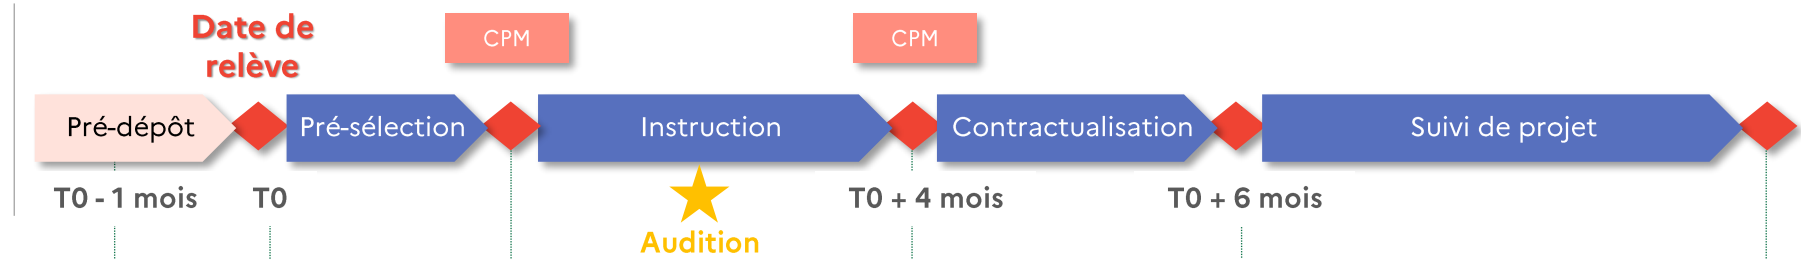 Date de
relève
CPM
CPM
Pré-dépôt
Pré-sélection
Instruction
Contractualisation
Suivi de projet
T0 - 1 mois
T0
T0 + 4 mois
T0 + 6 mois
Audition